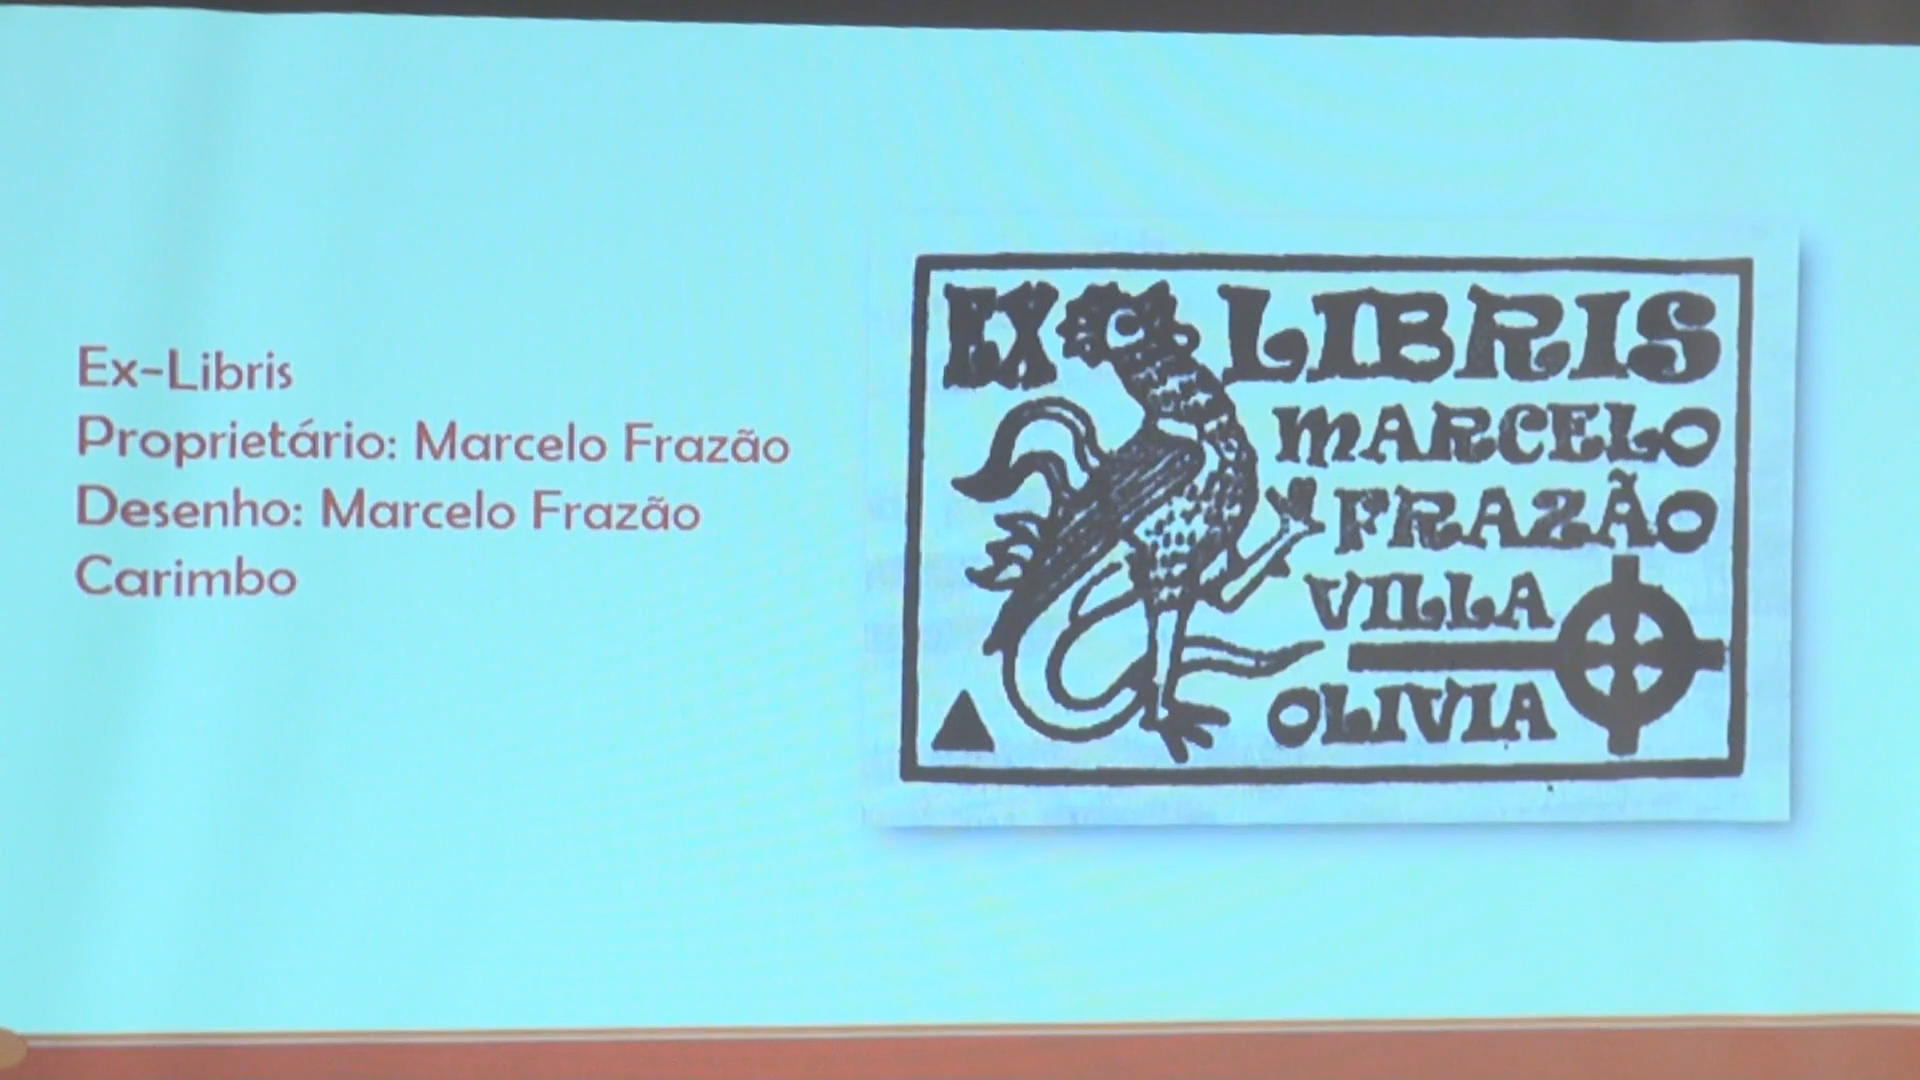 Ex-Libris
Proprietário: Marcelo Frazão
Desenho: Marcelo Frazão
Carimbo
EX LIBRIS
MARCELO
FRAZÃO
VILLA
OLIVIA